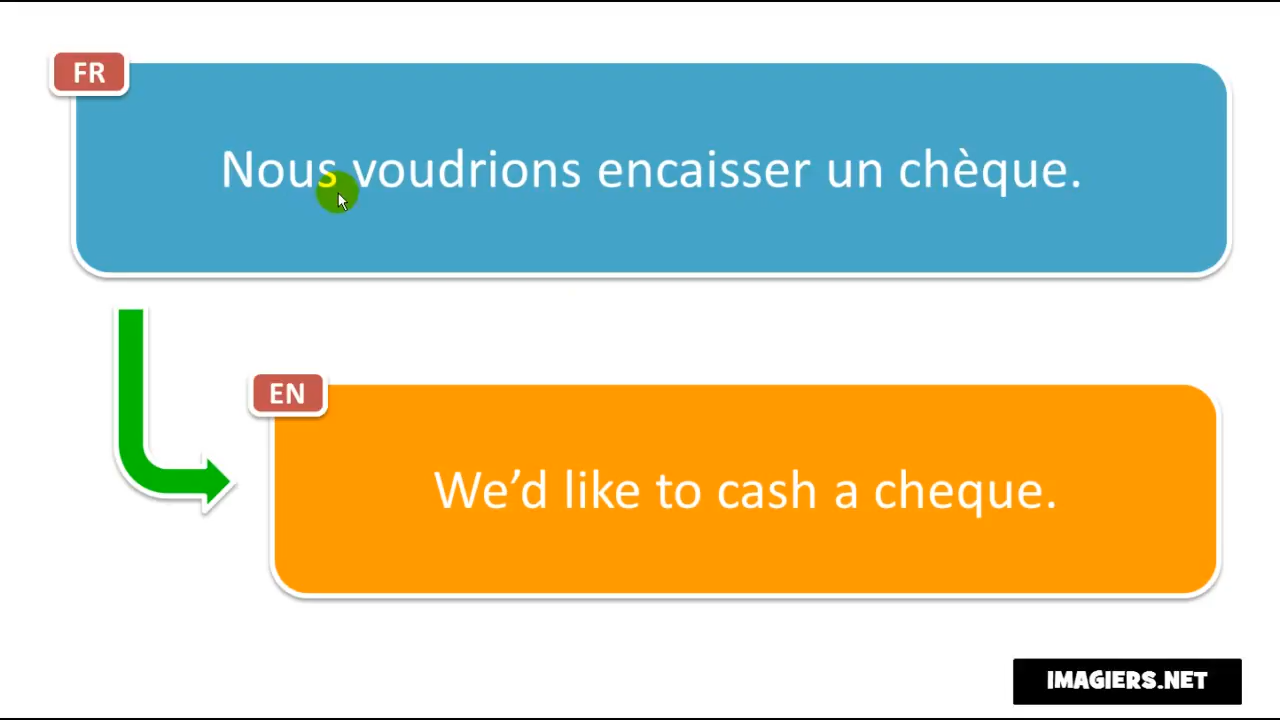 FR
Nous voudrions encaisser un chèque.
EN
We’d like to cash a cheque.
IMAGIERS.NET